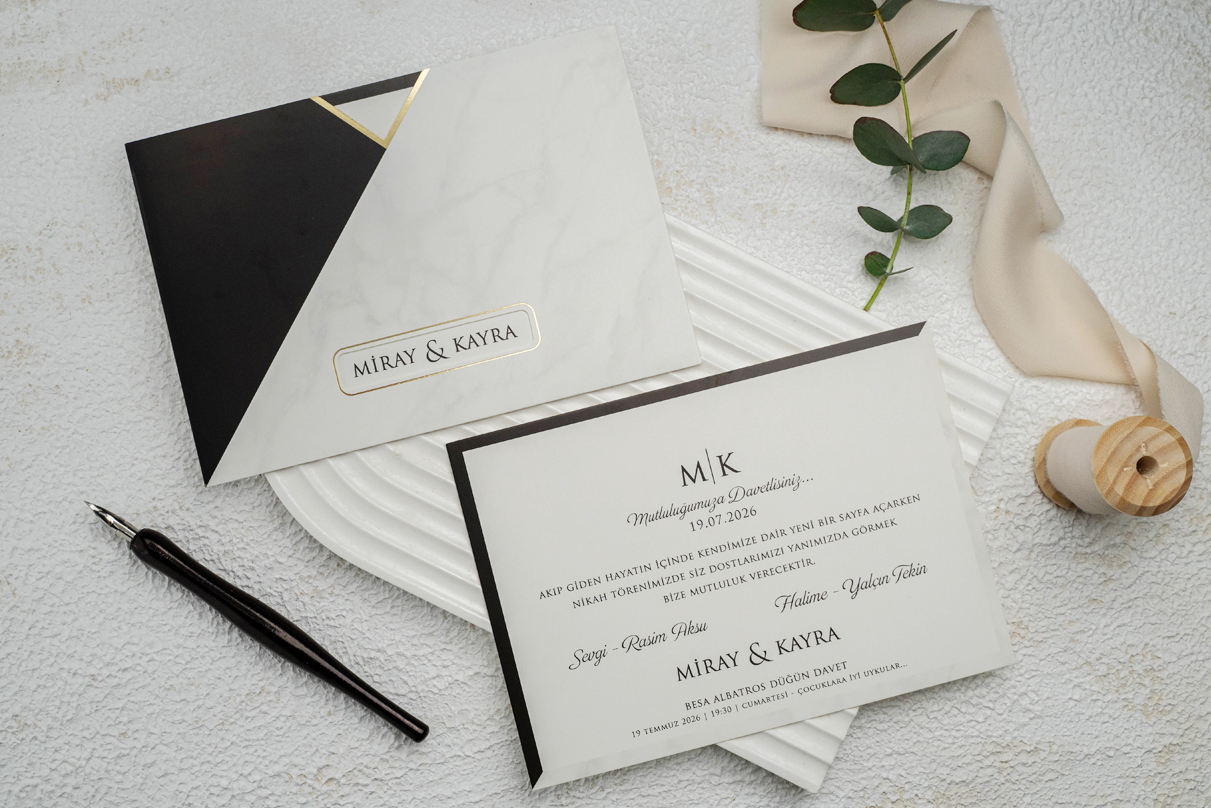 MİRAY & KAYRA
M|K
Mutluluğumuza Davetlisiniz...
19.07.2026
AKIP GİDEN HAYATIN İÇİNDE KENDİMİZE DAİR YENİ BİR SAYFA AÇARKEN
NİKAH TÖRENİMİZDE SİZ DOSTLARIMIZI YANIMIZDA GÖRMEK
BİZE MUTLULUK VERECEKTİR.
Sevgi - Rasim Aksu
Halime - Yalçın Tekin
MİRAY & KAYRA
BESA ALBATROS DÜĞÜN DAVET
19 TEMMUZ 2026 | 19:30 | CUMARTESİ - ÇOCUKLARA İYİ UYKULAR...